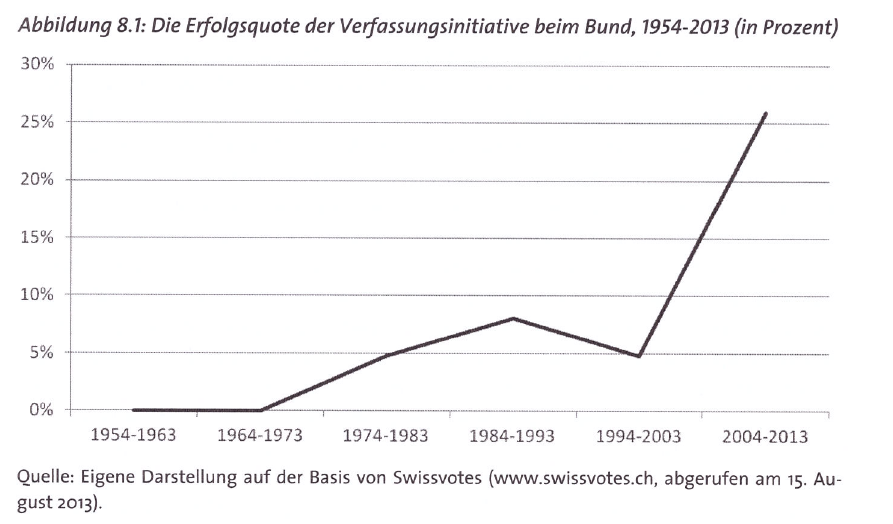 Abbildung 8.1: Die Erfolgsquote der Verfassungsinitiative beim Bund, 1954-2013 (in Prozent)
30%
25%
20%
15%
10%
5%
0%
1954-1963 1964-1973 1974-1983 1984-1993 1994-2003 2004-2013
Quelle: Eigene Darstellung auf der Basis von Swissvotes (www.swissvotes.ch, abgerufen am 15. Au-
gust 2013).